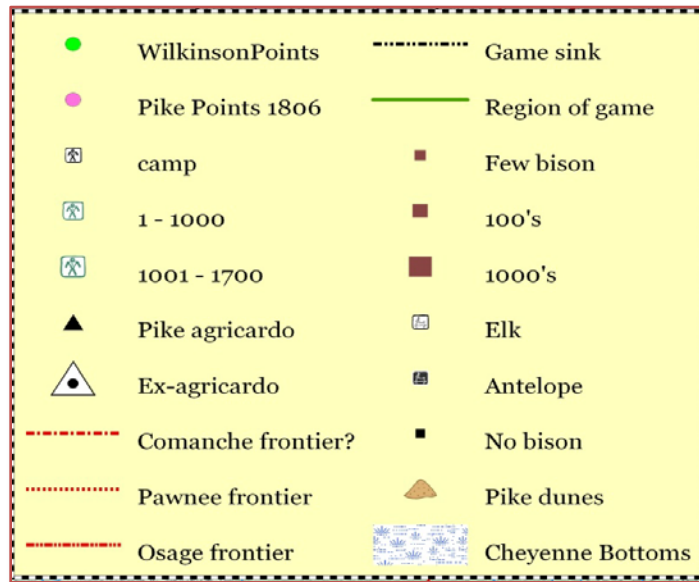 WilkinsonPoints
Pike Points 1806
camp
1 - 1000
1001 - 1700
Pike agricardo
Ex-agricardo
Comanche frontier?
Pawnee frontier
Osage frontier
Game sink
Region of game
Few bison
100's
1000's
Elk
Antelope
No bison
Pike dunes
Cheyenne Bottoms